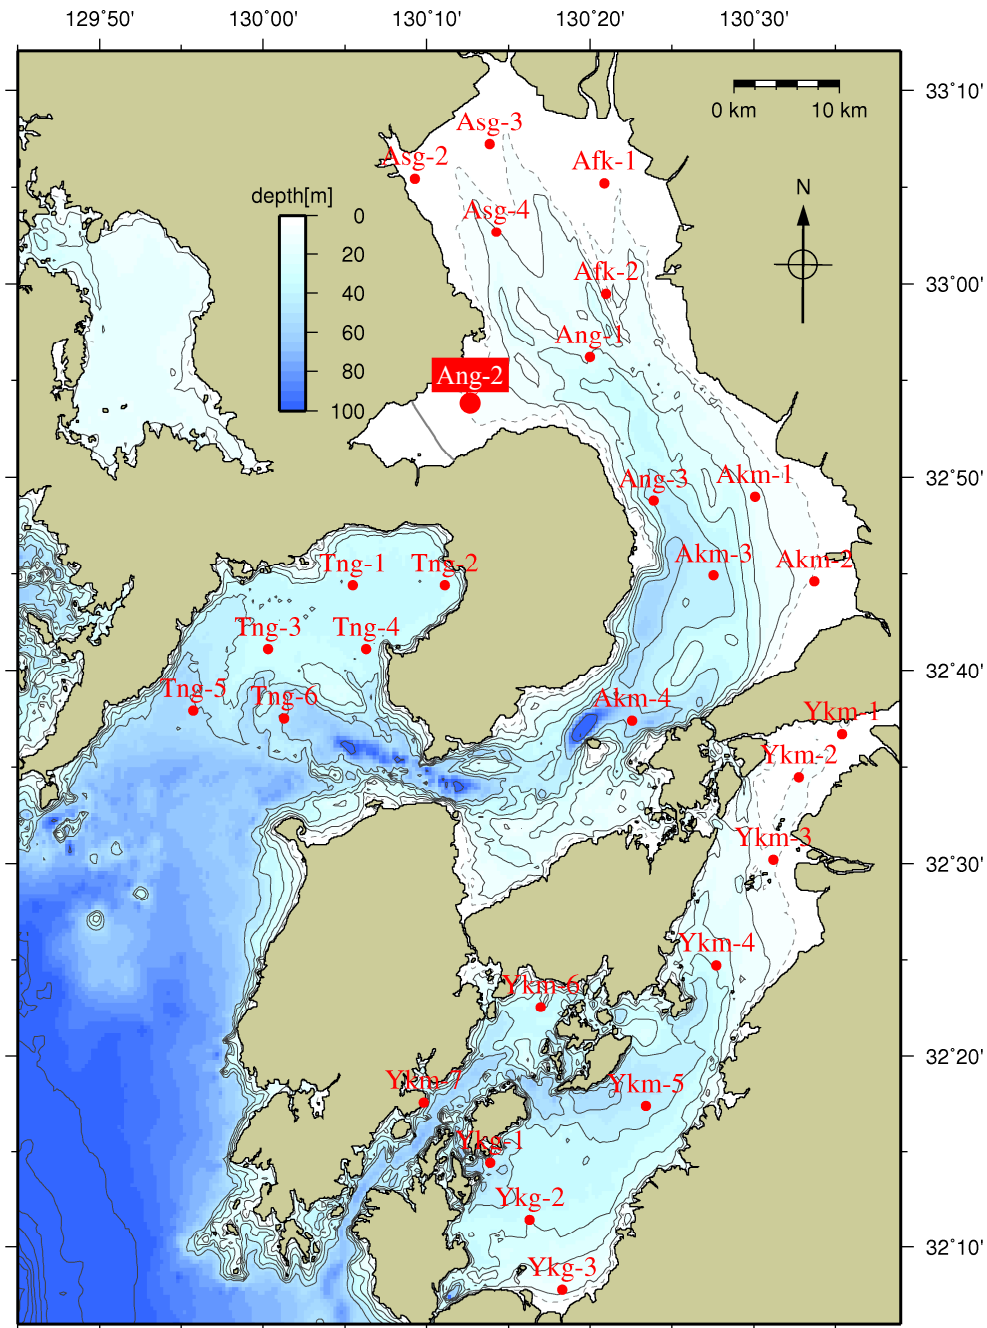 129˚50' 130˚00' 130˚10' 130˚20' 130˚30'
33˚10'
0 km 10 km
Asg-3
Asg-2
Afk-1
depth[m]
N
0
Asg-4
20
Afk-2
33˚00'
40
60
Ang-1
80
Ang-2
100
32˚50'
Ang-3
Akm-1
Tng-1
Tng-2
Akm-3
Akm-2
Tng-3
Tng-4
32˚40'
Tng-5
Tng-6
Akm-4
Ykm-1
Ykm-2
Ykm-3
32˚30'
Ykm-4
Ykm-6
32˚20'
Ykm-7
Ykm-5
Ykg-1
Ykg-2
32˚10'
Ykg-3